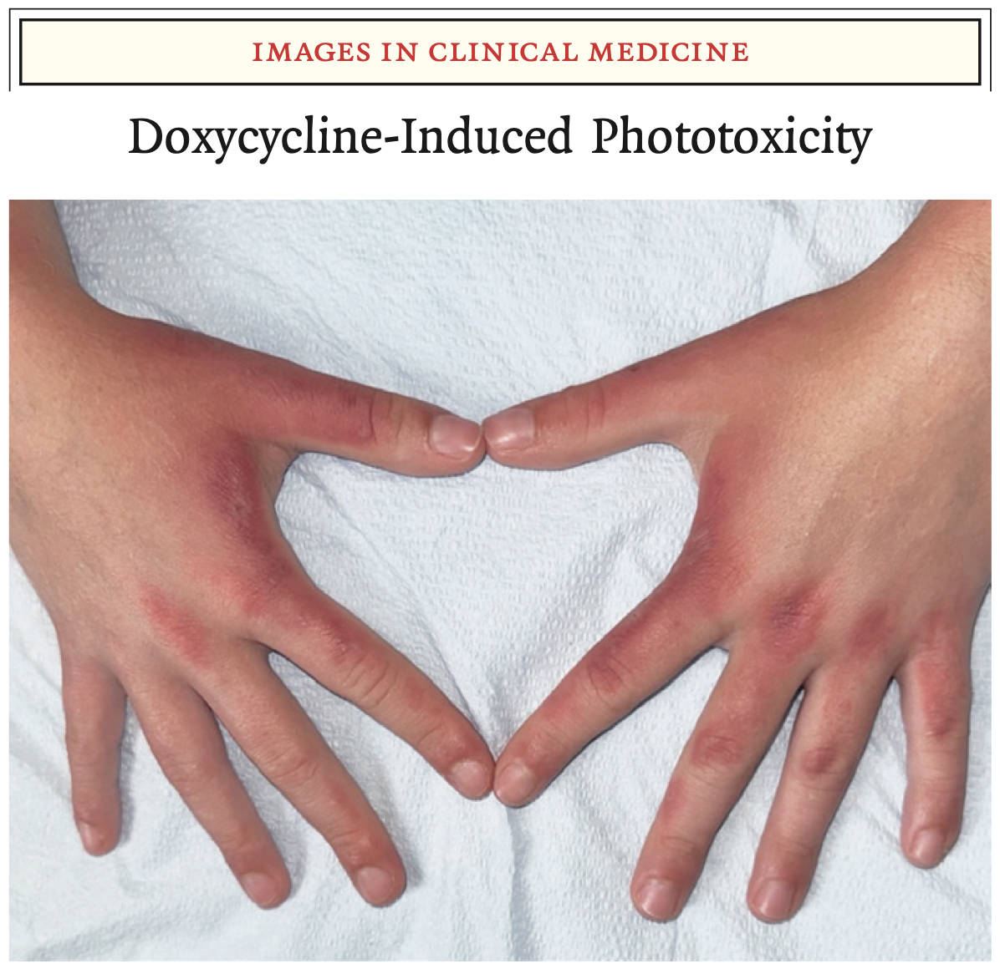 IMAGES IN CLINICAL MEDICINE
Doxycycline-Induced Phototoxicity